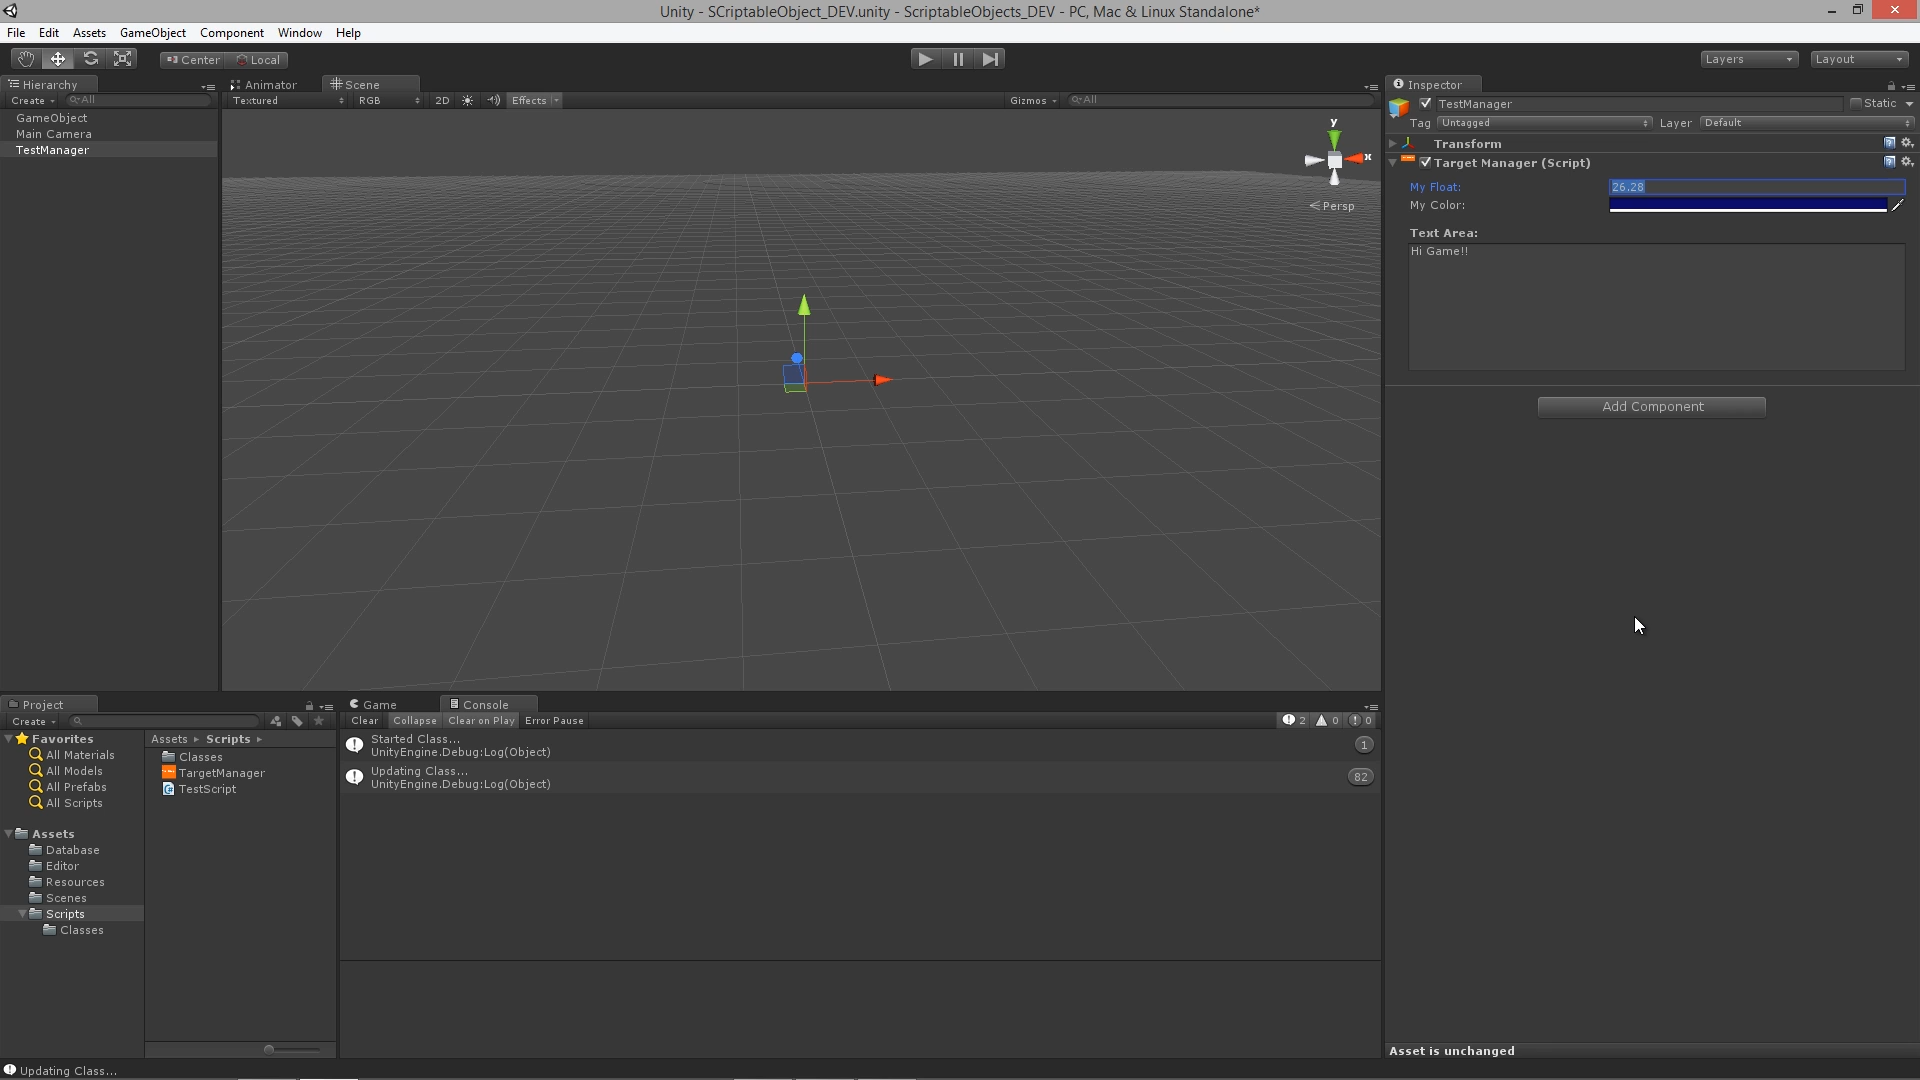 Unity - SCriptableObject_DEV.unity - ScriptableObjects_DEV - PC, Mac & Linux Standalone*
File Edit Assets GameObject Component Window Help
Center Local Layers Layout
Hierarchy Animator Scene Inspector
Create All Textured RGB 2D Effects Gizmos All
TestManager Static
GameObject
Main Camera
TestManager
Tag Untagged Layer Default
Transform
Target Manager (Script)
My Float: 26.28
My Color:
Text Area:
Hi Game!!
Add Component
y
x
Persp
Project Game Console
Create Clear Collapse Clear on Play Error Pause 2 0 0
Favorites
All Materials
All Models
All Prefabs
All Scripts
Assets
Database
Editor
Resources
Scenes
Scripts
Classes
Assets Scripts
Classes
TargetManager
TestScript
Started Class...
UnityEngine.Debug:Log(Object)
1
Updating Class...
UnityEngine.Debug:Log(Object)
82
Asset is unchanged
Updating Class...